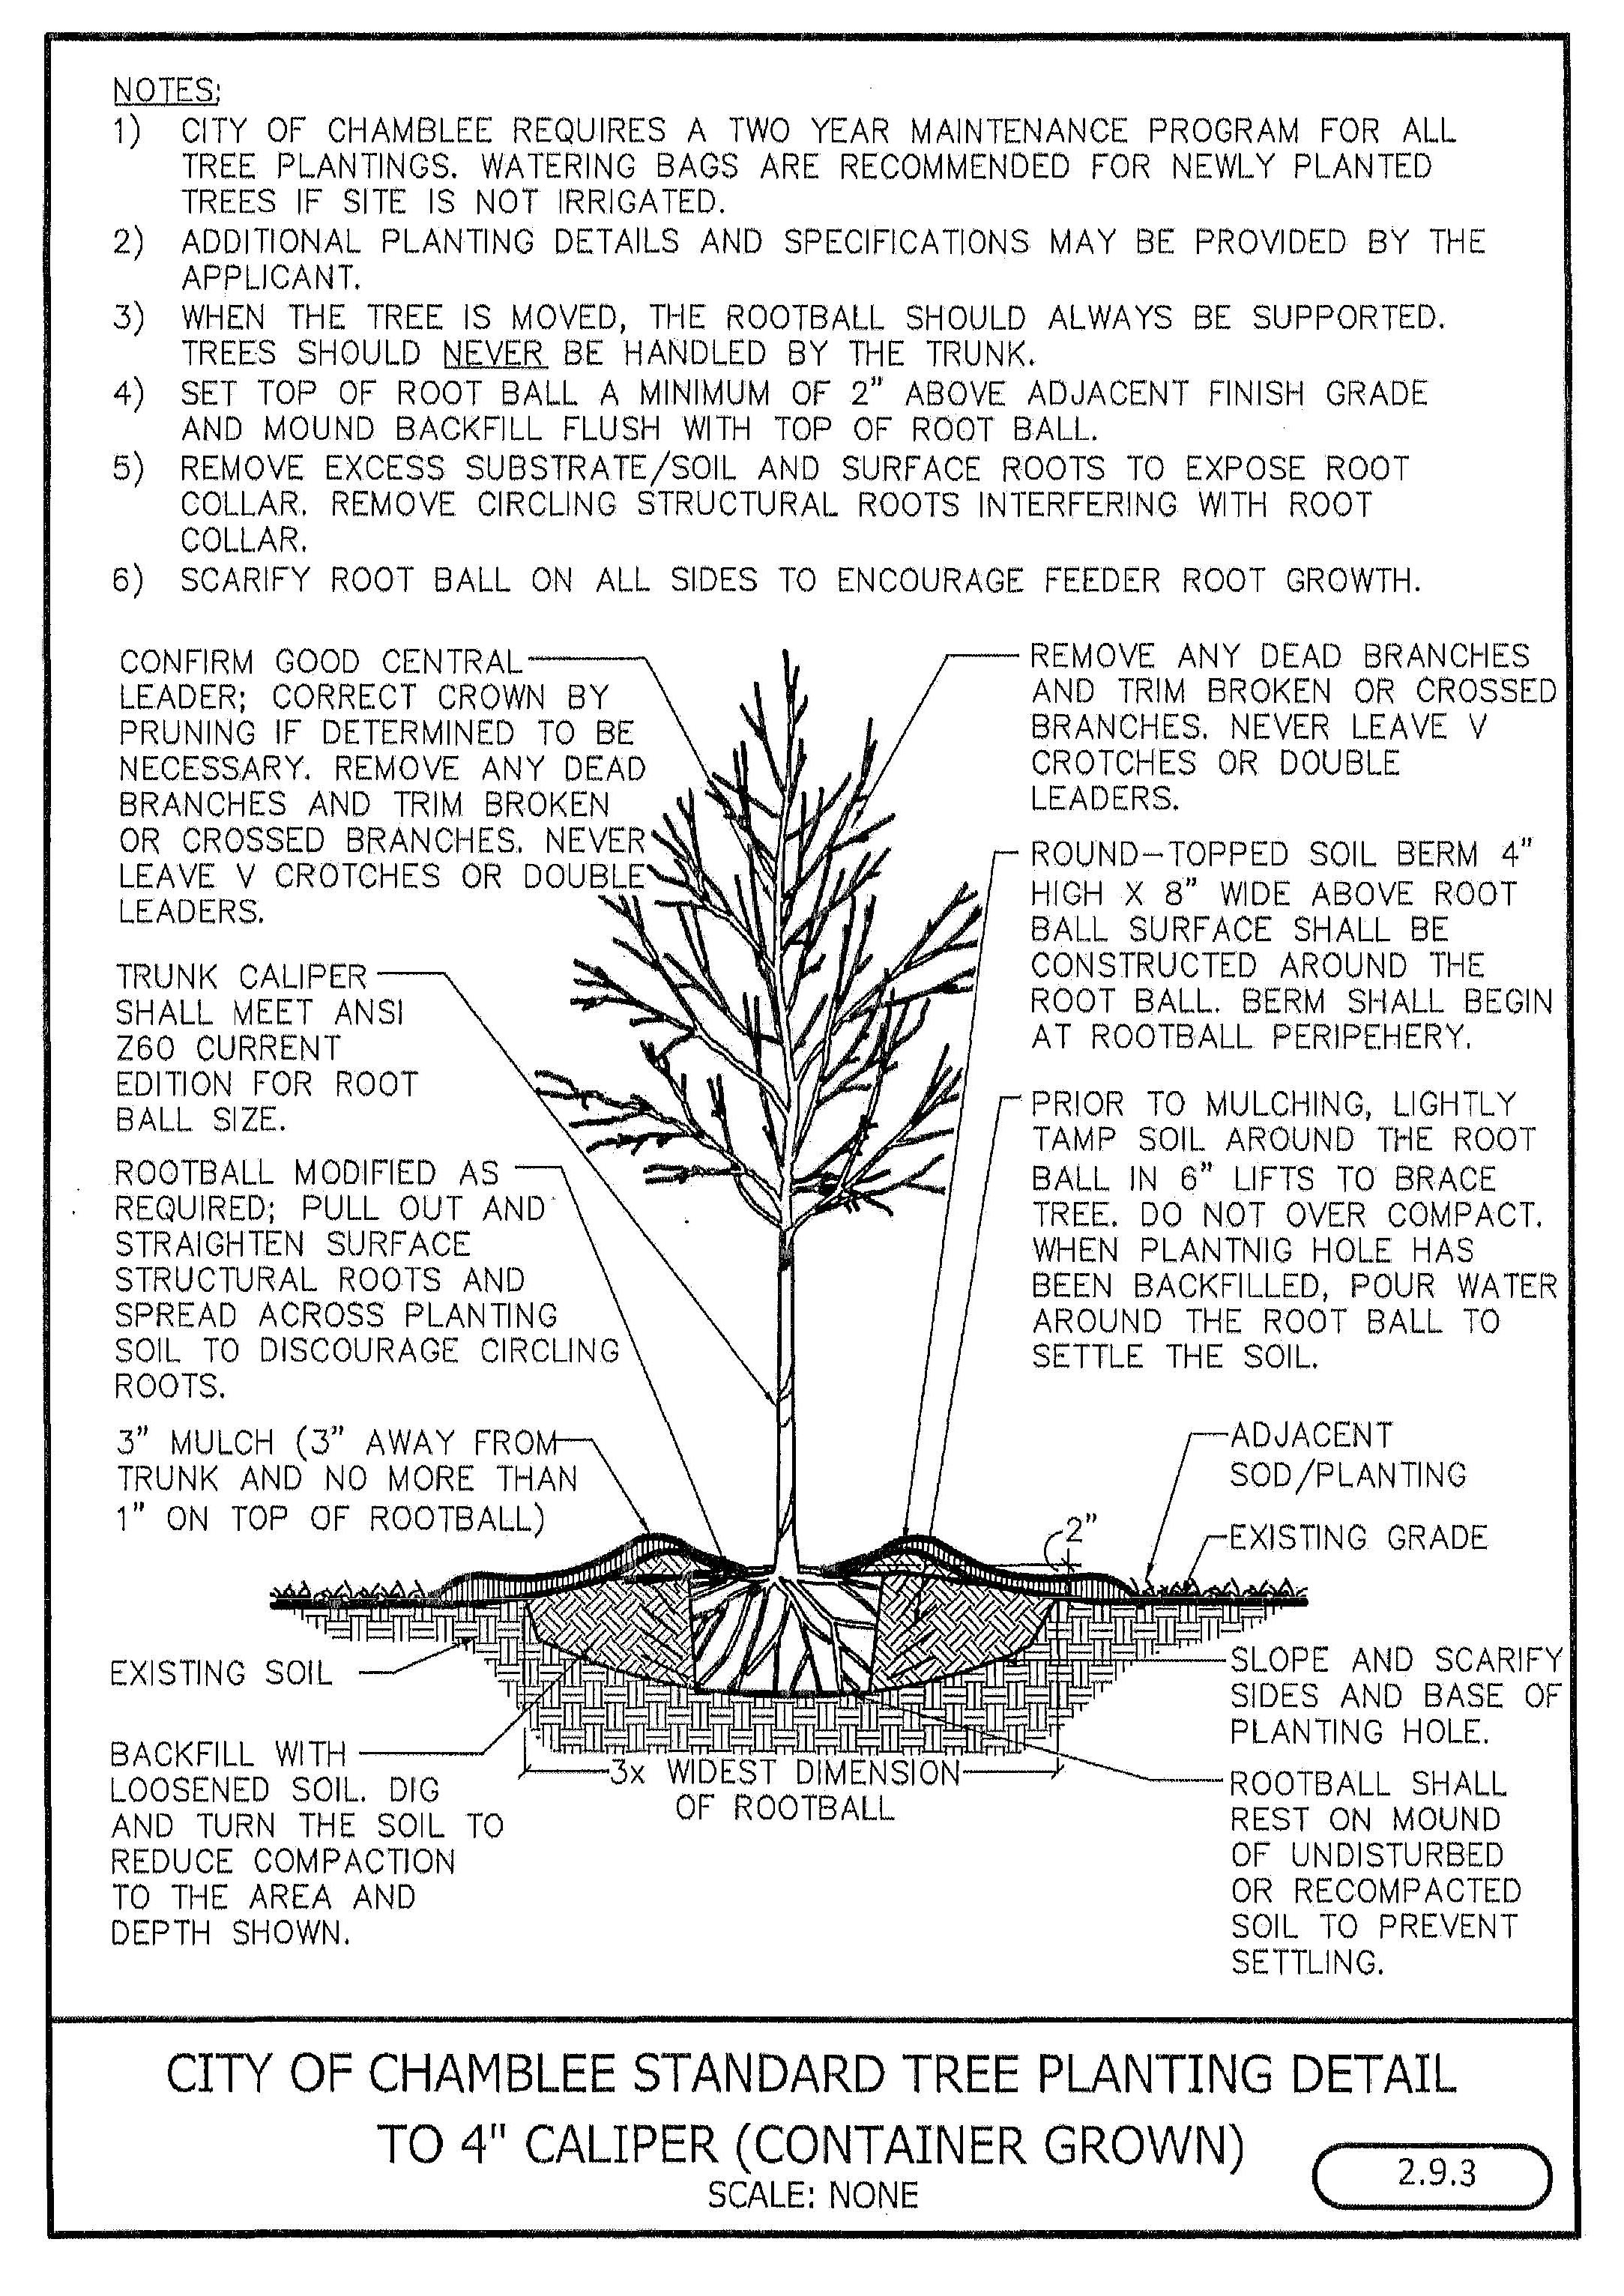 NOTES:
1) CITY OF CHAMBLEE REQUIRES A TWO YEAR MAINTENANCE PROGRAM FOR ALL
TREE PLANTINGS. WATERING BAGS ARE RECOMMENDED FOR NEWLY PLANTED
TREES IF SITE IS NOT IRRIGATED.
2) ADDITIONAL PLANTING DETAILS AND SPECIFICATIONS MAY BE PROVIDED BY THE
APPLICANT.
3) WHEN THE TREE IS MOVED, THE ROOTBALL SHOULD ALWAYS BE SUPPORTED.
TREES SHOULD NEVER BE HANDLED BY THE TRUNK.
4) SET TOP OF ROOT BALL A MINIMUM OF 2" ABOVE ADJACENT FINISH GRADE
AND MOUND BACKFILL FLUSH WITH TOP OF ROOT BALL.
5) REMOVE EXCESS SUBSTRATE/SOIL AND SURFACE ROOTS TO EXPOSE ROOT
COLLAR. REMOVE CIRCLING STRUCTURAL ROOTS INTERFERING WITH ROOT
COLLAR.
6) SCARIFY ROOT BALL ON ALL SIDES TO ENCOURAGE FEEDER ROOT GROWTH.
CONFIRM GOOD CENTRAL
LEADER; CORRECT CROWN BY
PRUNING IF DETERMINED TO BE
NECESSARY. REMOVE ANY DEAD
BRANCHES AND TRIM BROKEN
OR CROSSED BRANCHES. NEVER
LEAVE V CROTCHES OR DOUBLE
LEADERS.
TRUNK CALIPER
SHALL MEET ANSI
Z60 CURRENT
EDITION FOR ROOT
BALL SIZE.
ROOTBALL MODIFIED AS
REQUIRED; PULL OUT AND
STRAIGHTEN SURFACE
STRUCTURAL ROOTS AND
SPREAD ACROSS PLANTING
SOIL TO DISCOURAGE CIRCLING
ROOTS.
3" MULCH (3" AWAY FROM
TRUNK AND NO MORE THAN
1" ON TOP OF ROOTBALL)
EXISTING SOIL
BACKFILL WITH
LOOSENED SOIL. DIG
AND TURN THE SOIL TO
REDUCE COMPACTION
TO THE AREA AND
DEPTH SHOWN.
3x WIDEST DIMENSION
OF ROOTBALL
REMOVE ANY DEAD BRANCHES
AND TRIM BROKEN OR CROSSED
BRANCHES. NEVER LEAVE V
CROTCHES OR DOUBLE
LEADERS.
ROUND-TOPPED SOIL BERM 4"
HIGH X 8" WIDE ABOVE ROOT
BALL SURFACE SHALL BE
CONSTRUCTED AROUND THE
ROOT BALL. BERM SHALL BEGIN
AT ROOTBALL PERIPEHERY.
PRIOR TO MULCHING, LIGHTLY
TAMP SOIL AROUND THE ROOT
BALL IN 6" LIFTS TO BRACE
TREE. DO NOT OVER COMPACT.
WHEN PLANTNIG HOLE HAS
BEEN BACKFILLED, POUR WATER
AROUND THE ROOT BALL TO
SETTLE THE SOIL.
ADJACENT
SOD/PLANTING
2"
EXISTING GRADE
SLOPE AND SCARIFY
SIDES AND BASE OF
PLANTING HOLE.
ROOTBALL SHALL
REST ON MOUND
OF UNDISTURBED
OR RECOMPACTED
SOIL TO PREVENT
SETTLING.
CITY OF CHAMBLEE STANDARD TREE PLANTING DETAIL
TO 4" CALIPER (CONTAINER GROWN)
SCALE: NONE
2.9.3